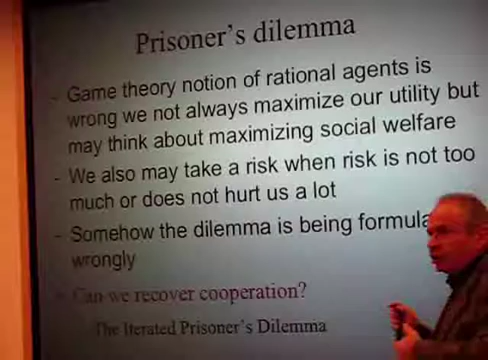 Prisoner's dilemma
- Game theory notion of rational agents is
wrong we not always maximize our utility but
may think about maximizing social welfare
- We also may take a risk when risk is not too
much or does not hurt us a lot
- Somehow the dilemma is being formula
wrongly
- Can we recover cooperation?
The Iterated Prisoner's Dilemma